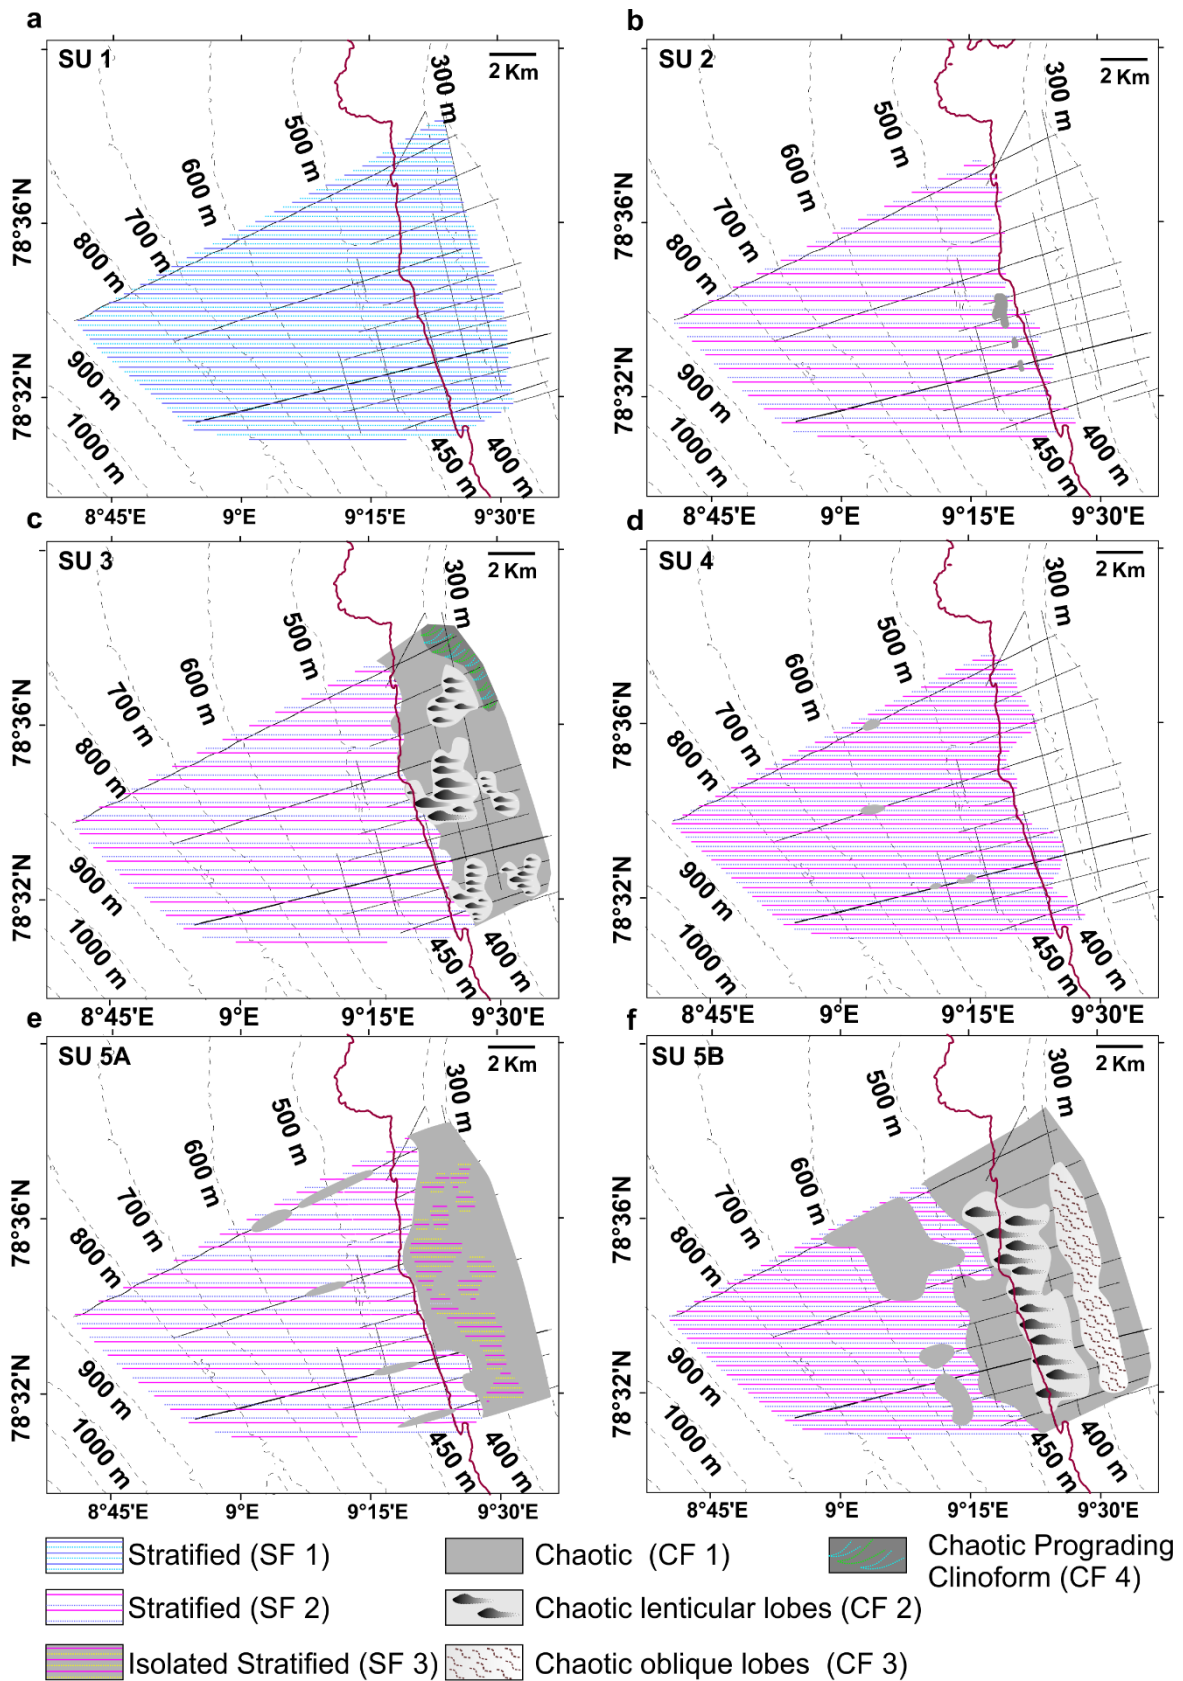 a
SU 1
2 Km
300 m
500 m
600 m
700 m
800 m
900 m
1000 m
450 m
400 m
78°36'N
78°32'N
8°45'E
9°E
9°15'E
9°30'E
b
SU 2
2 Km
300 m
500 m
600 m
700 m
800 m
900 m
1000 m
450 m
400 m
78°36'N
78°32'N
8°45'E
9°E
9°15'E
9°30'E
c
SU 3
2 Km
300 m
500 m
600 m
700 m
800 m
900 m
1000 m
450 m
400 m
78°36'N
78°32'N
8°45'E
9°E
9°15'E
9°30'E
d
SU 4
2 Km
300 m
500 m
600 m
700 m
800 m
900 m
1000 m
450 m
400 m
78°36'N
78°32'N
8°45'E
9°E
9°15'E
9°30'E
e
SU 5A
2 Km
300 m
500 m
600 m
700 m
800 m
900 m
1000 m
450 m
400 m
78°36'N
78°32'N
8°45'E
9°E
9°15'E
9°30'E
f
SU 5B
2 Km
300 m
500 m
600 m
700 m
800 m
900 m
1000 m
450 m
400 m
78°36'N
78°32'N
8°45'E
9°E
9°15'E
9°30'E
Stratified (SF 1)
Stratified (SF 2)
Isolated Stratified (SF 3)
Chaotic (CF 1)
Chaotic lenticular lobes (CF 2)
Chaotic oblique lobes (CF 3)
Chaotic Prograding
Clinoform (CF 4)